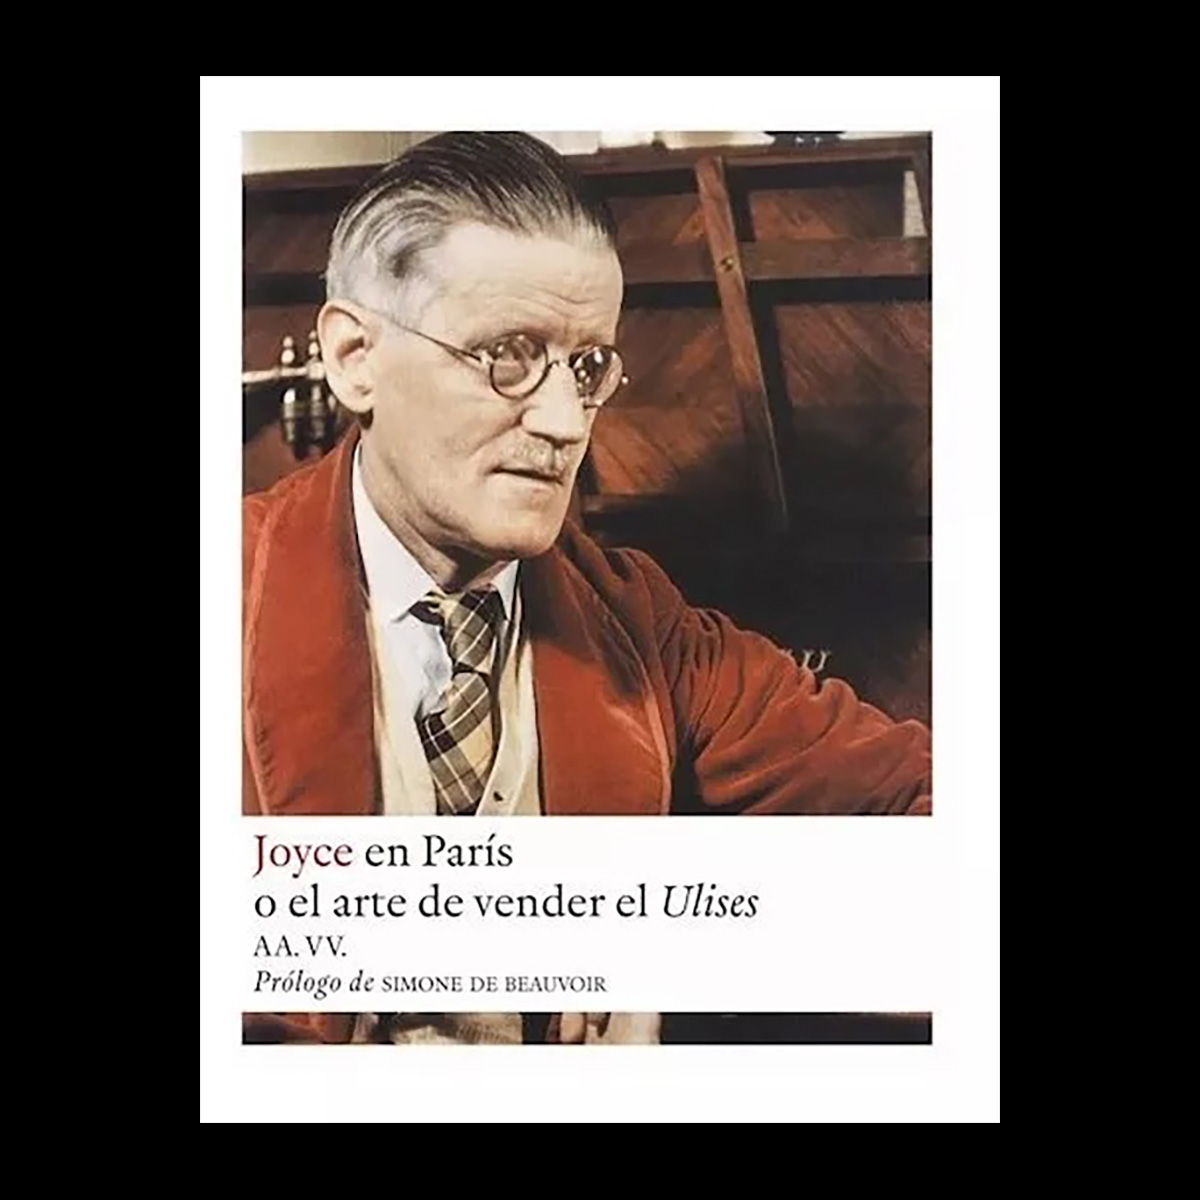 Joyce en París
o el arte de vender el Ulises
AA. VV.
Prólogo de SIMONE DE BEAUVOIR